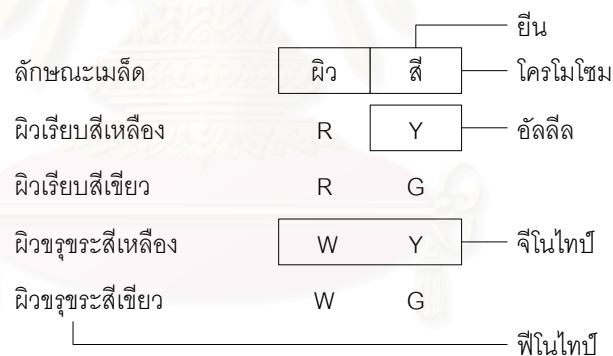 ยีน
ลักษณะเมล็ด ผิว สี โครโมโซม
ผิวเรียบสีเหลือง R Y อัลลีล
ผิวเรียบสีเขียว R G
ผิวขรุขระสีเหลือง W Y จีโนไทป์
ผิวขรุขระสีเขียว W G
ฟีโนไทป์